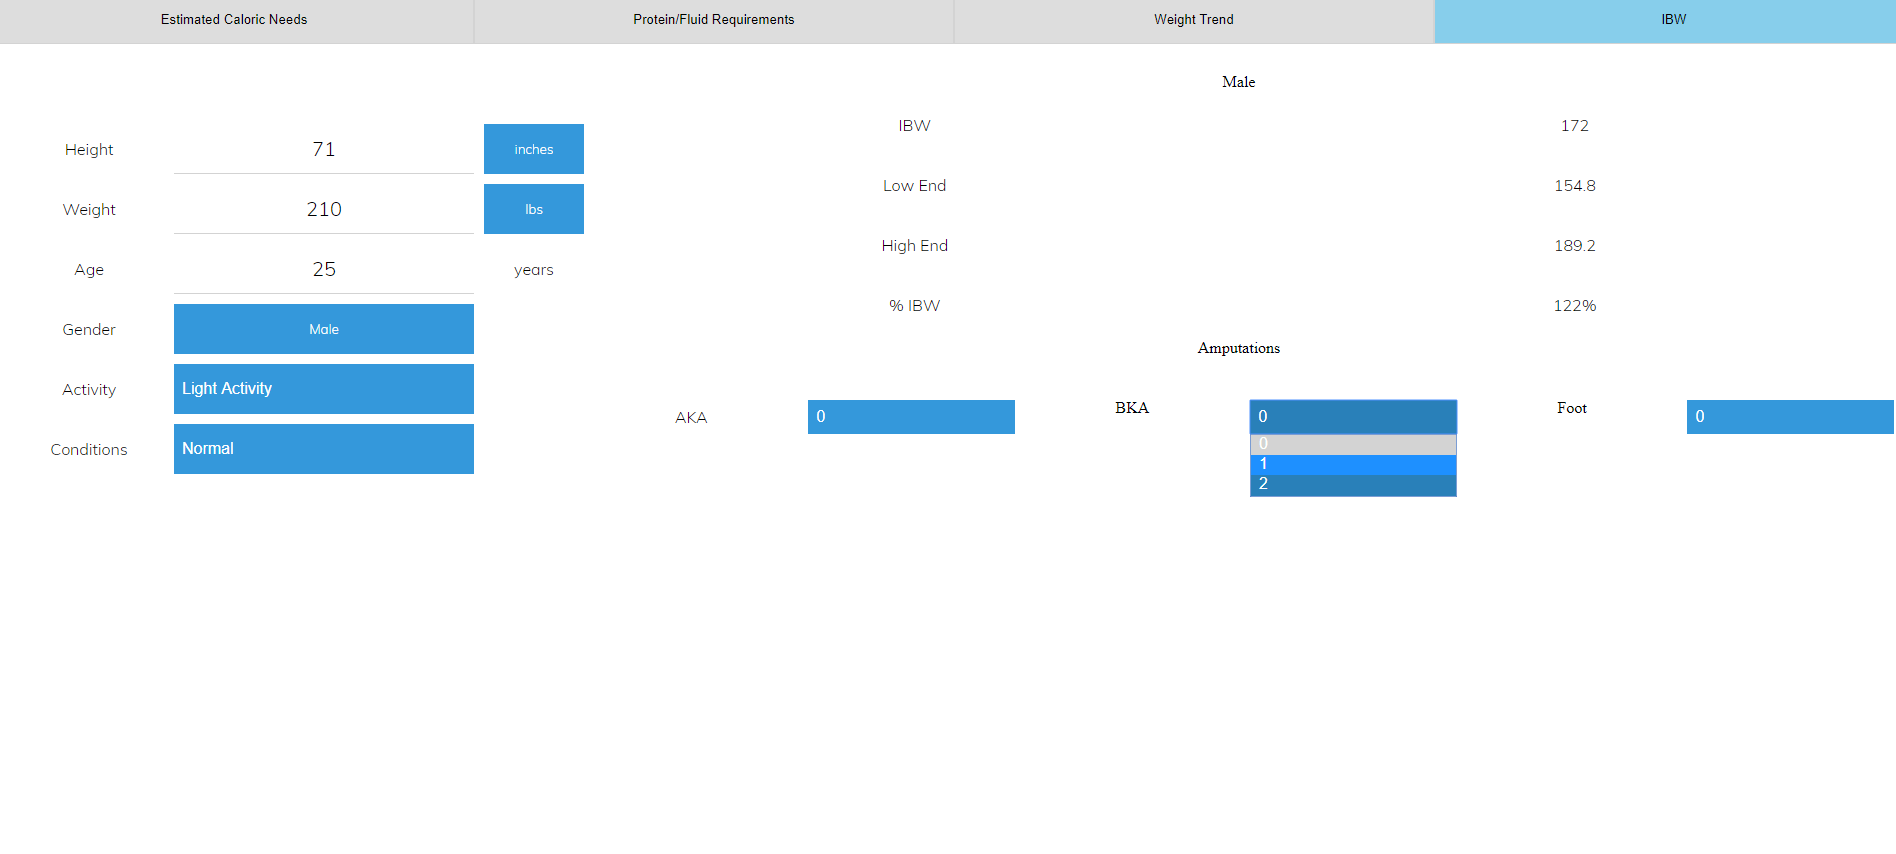 Estimated Caloric Needs
Protein/Fluid Requirements
Weight Trend
IBW
Height
71
inches
Weight
210
lbs
Age
25
years
Gender
Male
Activity
Light Activity
Conditions
Normal
Male
IBW
172
Low End
154.8
High End
189.2
% IBW
122%
Amputations
AKA
0
BKA
0
0
1
2
Foot
0